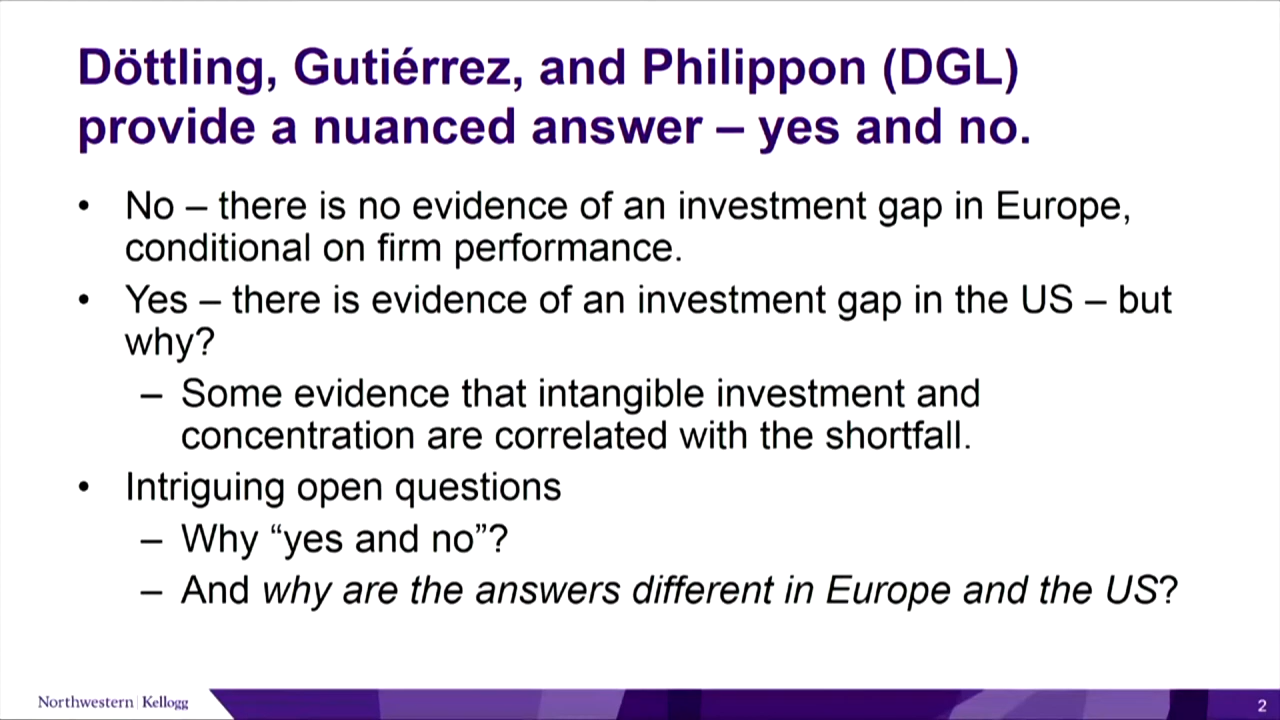 Döttling, Gutiérrez, and Philippon (DGL)
provide a nuanced answer – yes and no.
• No – there is no evidence of an investment gap in Europe,
conditional on firm performance.
• Yes – there is evidence of an investment gap in the US – but
why?
– Some evidence that intangible investment and
concentration are correlated with the shortfall.
• Intriguing open questions
– Why “yes and no”?
– And why are the answers different in Europe and the US?
Northwestern | Kellogg
2